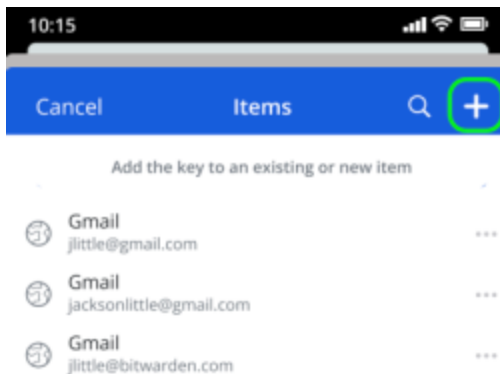 10:15
Cancel Items
Add the key to an existing or new item
Gmail
jlittle@gmail.com
Gmail
jacksonlittle@gmail.com
Gmail
jlittle@bitwarden.com